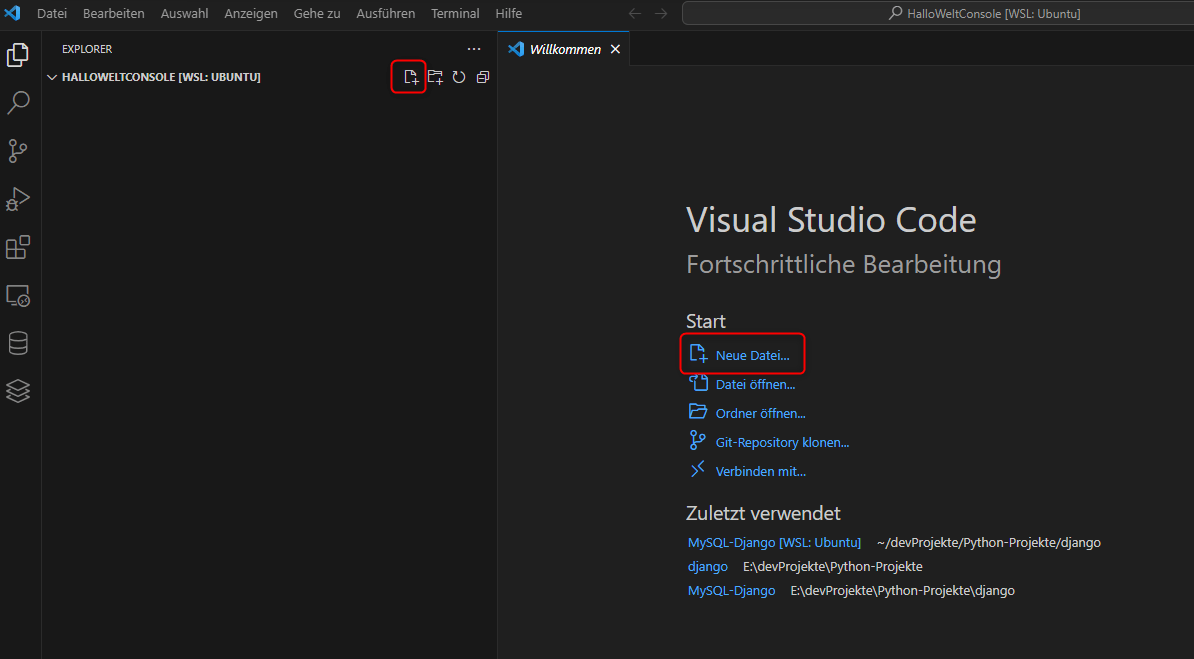 Datei Bearbeiten Auswahl Anzeigen Gehe zu Ausführen Terminal Hilfe
HalloWeltConsole [WSL: Ubuntu]
EXPLORER
HALLOWELTCONSOLE [WSL: UBUNTU]
Willkommen
Visual Studio Code
Fortschrittliche Bearbeitung
Start
Neue Datei...
Datei öffnen...
Ordner öffnen...
Git-Repository klonen...
Verbinden mit...
Zuletzt verwendet
MySQL-Django [WSL: Ubuntu] ~/devProjekte/Python-Projekte/django
django E:\devProjekte\Python-Projekte
MySQL-Django E:\devProjekte\Python-Projekte\django